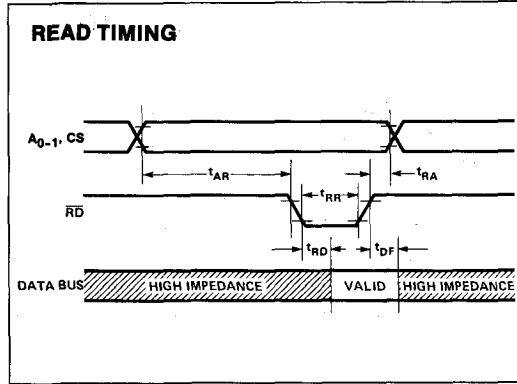 READ TIMING
A0-1, CS
tAR
tRA
RD
tRR
tRD
tDF
DATA BUS
HIGH IMPEDANCE
VALID
HIGH IMPEDANCE